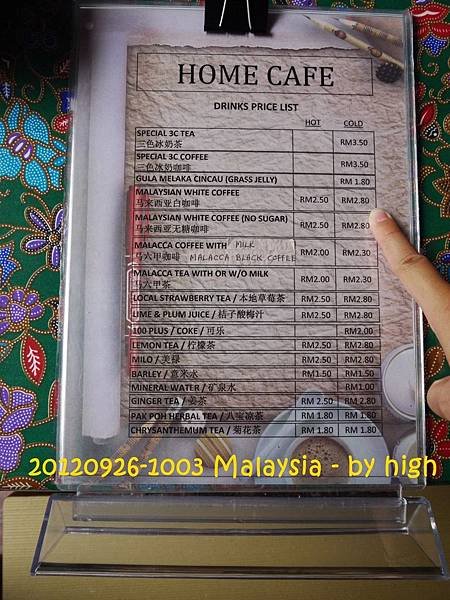 HOME CAFE
DRINKS PRICE LIST
HOT COLD
SPECIAL 3C TEA
三色冰奶茶 RM3.50
SPECIAL 3C COFFEE
三色冰奶咖啡 RM3.50
GULA MELAKA CINCAU (GRASS JELLY) RM 1.80
MALAYSIAN WHITE COFFEE
马来西亚白咖啡 RM2.50 RM2.80
MALAYSIAN WHITE COFFEE (NO SUGAR)
马来西亚无糖咖啡 RM2.50 RM2.80
MALACCA COFFEE WITH MILK
马六甲咖啡 MALACCA BLACK COFFEE RM2.00 RM2.30
MALACCA TEA WITH OR W/O MILK
马六甲茶 RM2.00 RM2.30
LOCAL STRAWBERRY TEA / 本地草莓茶 RM2.50 RM2.80
LIME & PLUM JUICE / 桔子酸梅汁 RM2.50 RM2.80
100 PLUS / COKE / 可乐 RM2.00
LEMON TEA / 柠檬茶 RM2.50 RM2.80
MILO / 美禄 RM2.50 RM2.80
BARLEY / 薏米水 RM1.50 RM1.50
MINERAL WATER / 矿泉水 RM1.00
GINGER TEA / 姜茶 RM 2.50 RM 2.80
PAK POH HERBAL TEA / 八宝凉茶 RM 1.80 RM 1.80
CHRYSANTHEMUM TEA / 菊花茶 RM 1.80 RM 1.80
20120926-1003 Malaysia - by high